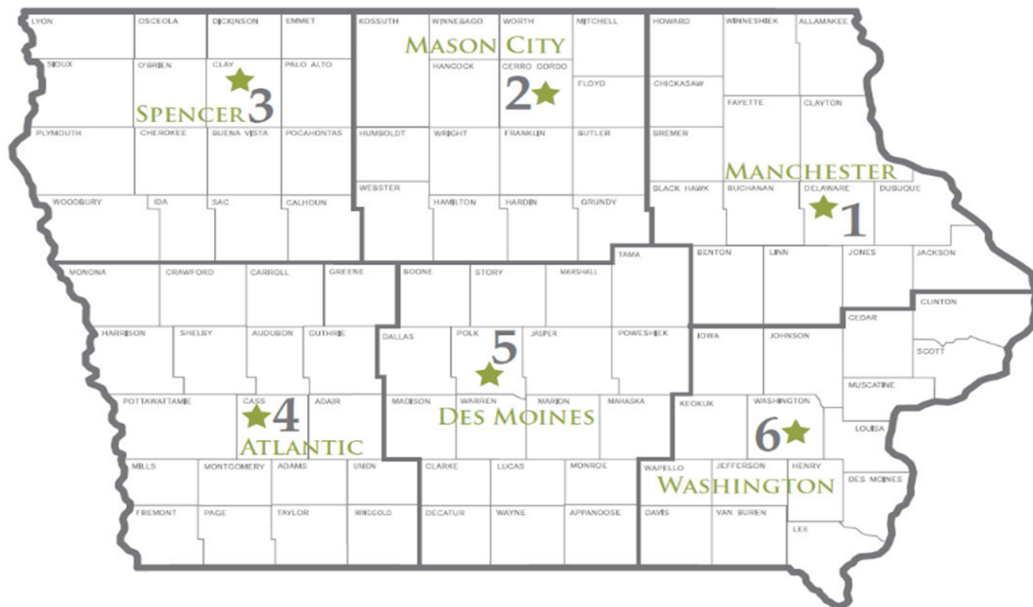 LYON OSCEOLA DICKINSON EMMET KOSSUTH WINNEBAGO WORTH MITCHELL HOWARD WINNESHIEK ALLAMAKEE
MASON CITY
SIOUX O'BRIEN CLAY PALO ALTO HANCOCK CERRO GORDO
FLOYD CHICKASAW
SPENCER 3 2
FAYETTE CLAYTON
PLYMOUTH CHEROKEE BUENA VISTA POCAHONTAS HUMBOLDT WRIGHT FRANKLIN BUTLER BREMER
MANCHESTER
WEBSTER BLACK HAWK BUCHANAN DELAWARE DUBUQUE
WOODBURY IDA SAC CALHOUN HAMILTON HARDIN GRUNDY
1
TAMA BENTON LINN JONES JACKSON
MONONA CRAWFORD CARROLL GREENE BOONE STORY MARSHALL
CLINTON
CEDAR
HARRISON SHELBY AUDUBON GUTHRIE DALLAS POLK JASPER POWESHIEK IOWA JOHNSON
5
SCOTT
MUSCATINE
POTTAWATTAMIE CASS ADAIR MADISON WARREN MARION MAHASKA KEOKUK WASHINGTON
4 DES MOINES 6
LOUISA
ATLANTIC
MILLS MONTGOMERY ADAMS UNION CLARKE LUCAS MONROE WAPELLO JEFFERSON HENRY
WASHINGTON
DES MOINES
FREMONT PAGE TAYLOR RINGGOLD DECATUR WAYNE APPANOOSE DAVIS VAN BUREN
LEE